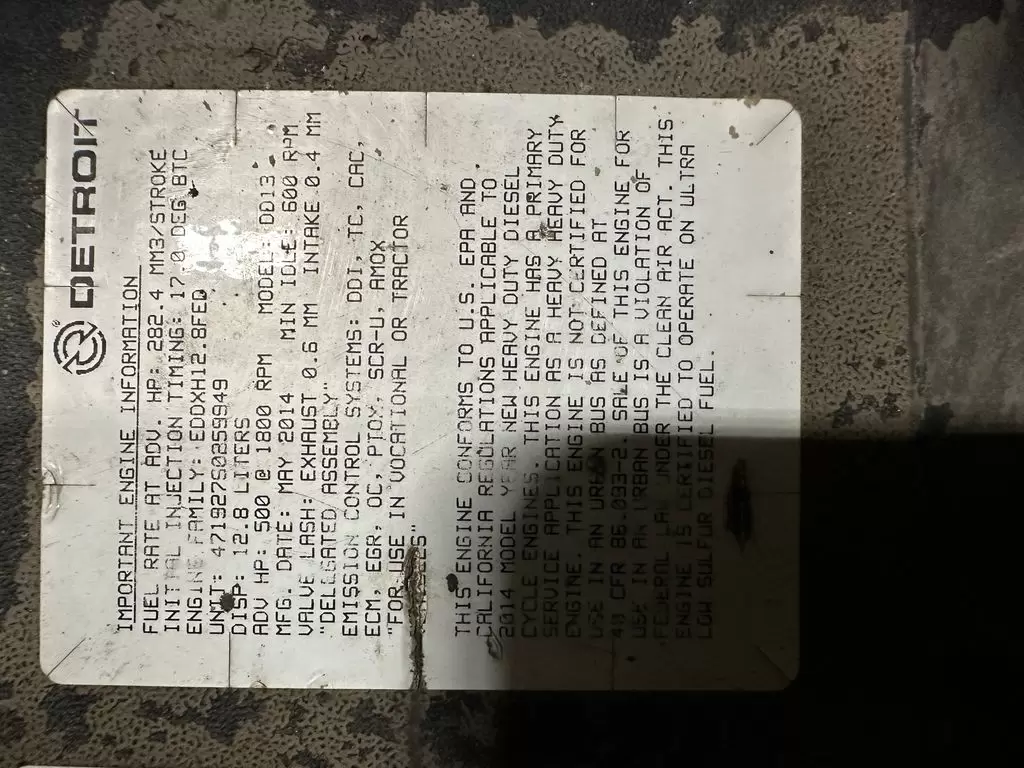 DETROIT
IMPORTANT ENGINE INFORMATION
FUEL RATE AT ADV. HP: 282.4 MM3/STROKE
INITIAL INJECTION TIMING: 17.0 DEG BTC
ENGINE FAMILY: EDDXH12.8FED
UNIT: 471927S0259949
DISP: 12.8 LITERS
ADV HP: 500 @ 1800 RPM MODEL: DD13
MFG. DATE: MAY 2014 MIN IDLE: 600 RPM
VALVE LASH: EXHAUST 0.6 MM INTAKE 0.4 MM
"DELEGATED ASSEMBLY"
EMISSION CONTROL SYSTEMS: DDI, TC, CAC,
ECM, EGR, OC, PTOX, SCR-U, AMOX
"FOR USE IN VOCATIONAL OR TRACTOR
THIS ENGINE CONFORMS TO U.S. EPA AND
CALIFORNIA REGULATIONS APPLICABLE TO
2014 MODEL YEAR NEW HEAVY DUTY DIESEL
CYCLE ENGINES. THIS ENGINE HAS A PRIMARY
SERVICE APPLICATION AS A HEAVY HEAVY DUTY
ENGINE. THIS ENGINE IS NOT CERTIFIED FOR
USE IN AN URBAN BUS AS DEFINED AT
40 CFR 86.093-2. SALE OF THIS ENGINE FOR
USE IN AN URBAN BUS IS A VIOLATION OF
FEDERAL LAW UNDER THE CLEAN AIR ACT. THIS
ENGINE IS CERTIFIED TO OPERATE ON ULTRA
LOW SULFUR DIESEL FUEL.